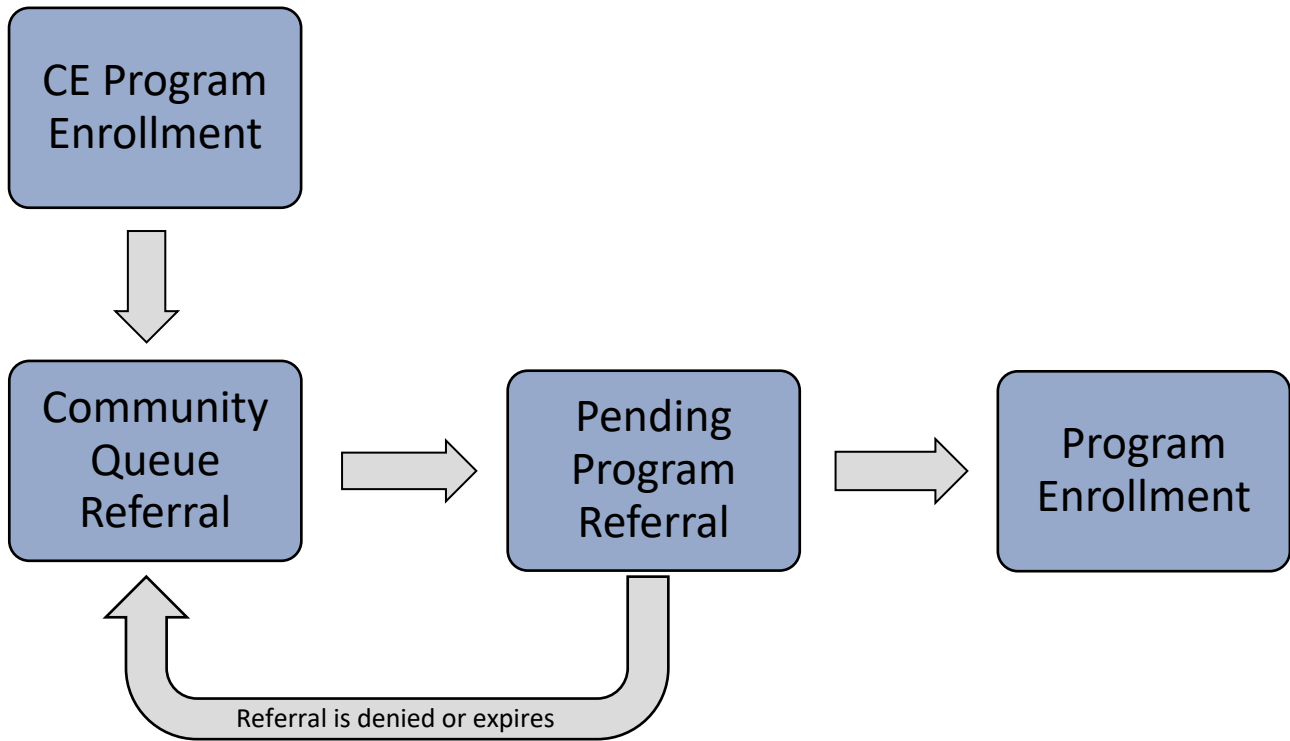 CE Program
Enrollment
Community
Queue
Referral
Pending
Program
Referral
Program
Enrollment
Referral is denied or expires